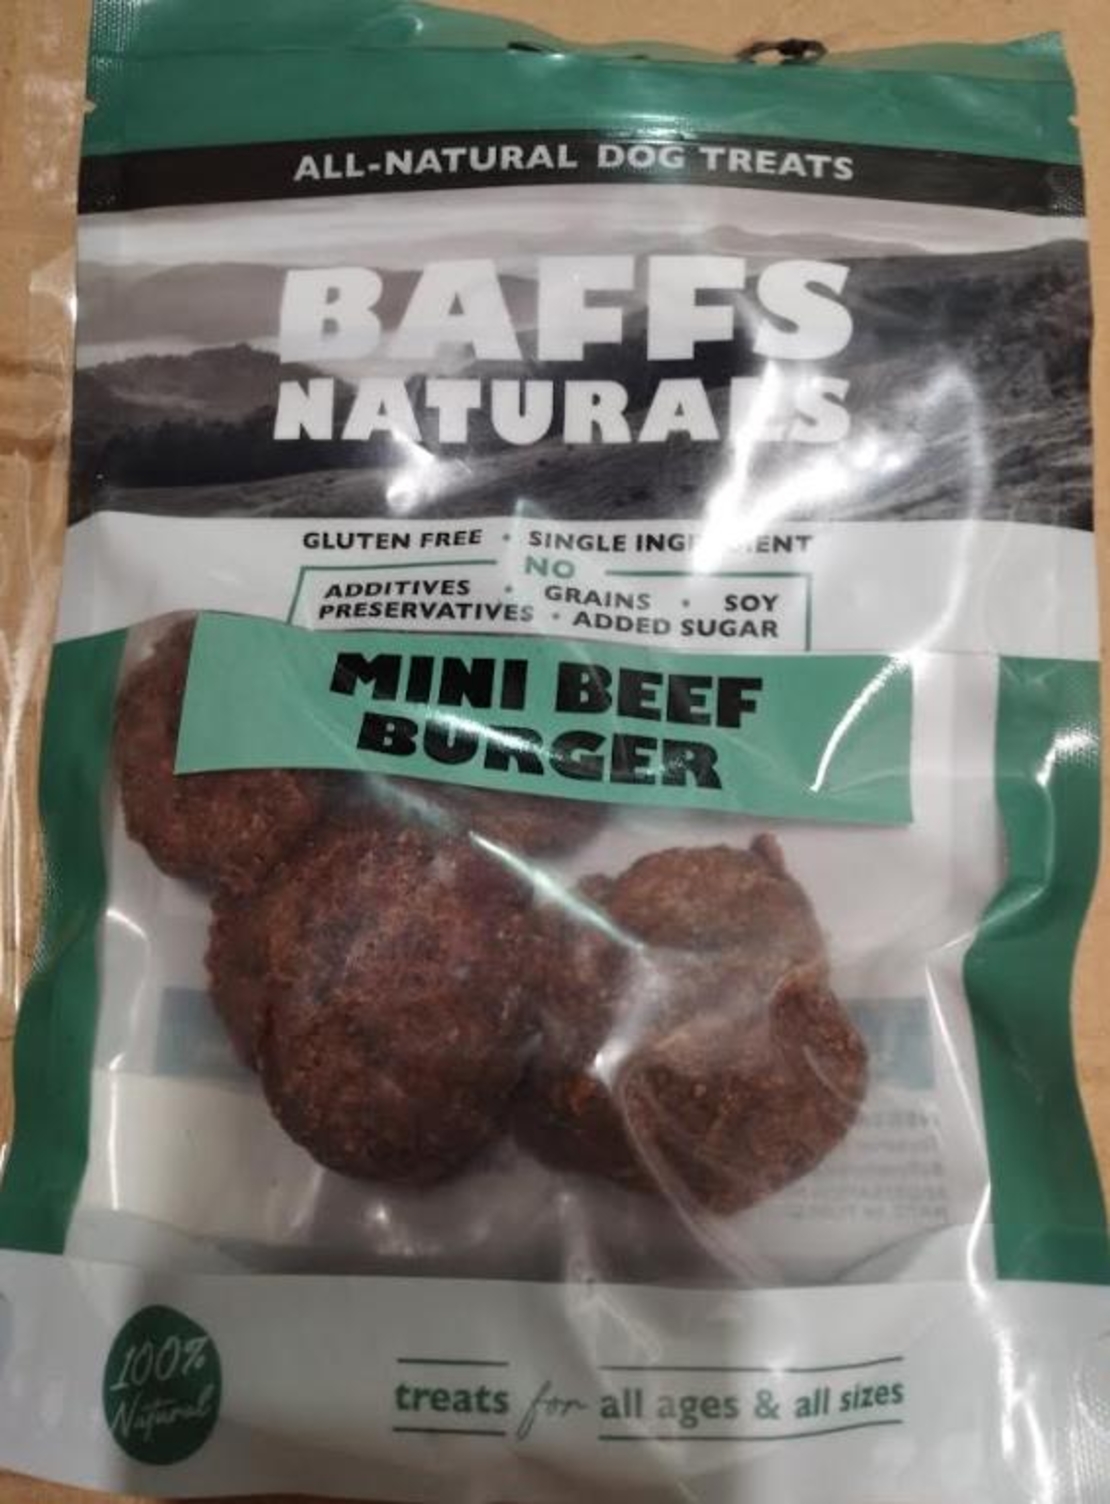 ALL-NATURAL DOG TREATS
BAFFS
NATURALS
GLUTEN FREE • SINGLE INGREDIENT
NO
ADDITIVES • GRAINS • SOY
PRESERVATIVES • ADDED SUGAR
MINI BEEF
BURGER
100%
Natural
treats for all ages & all sizes